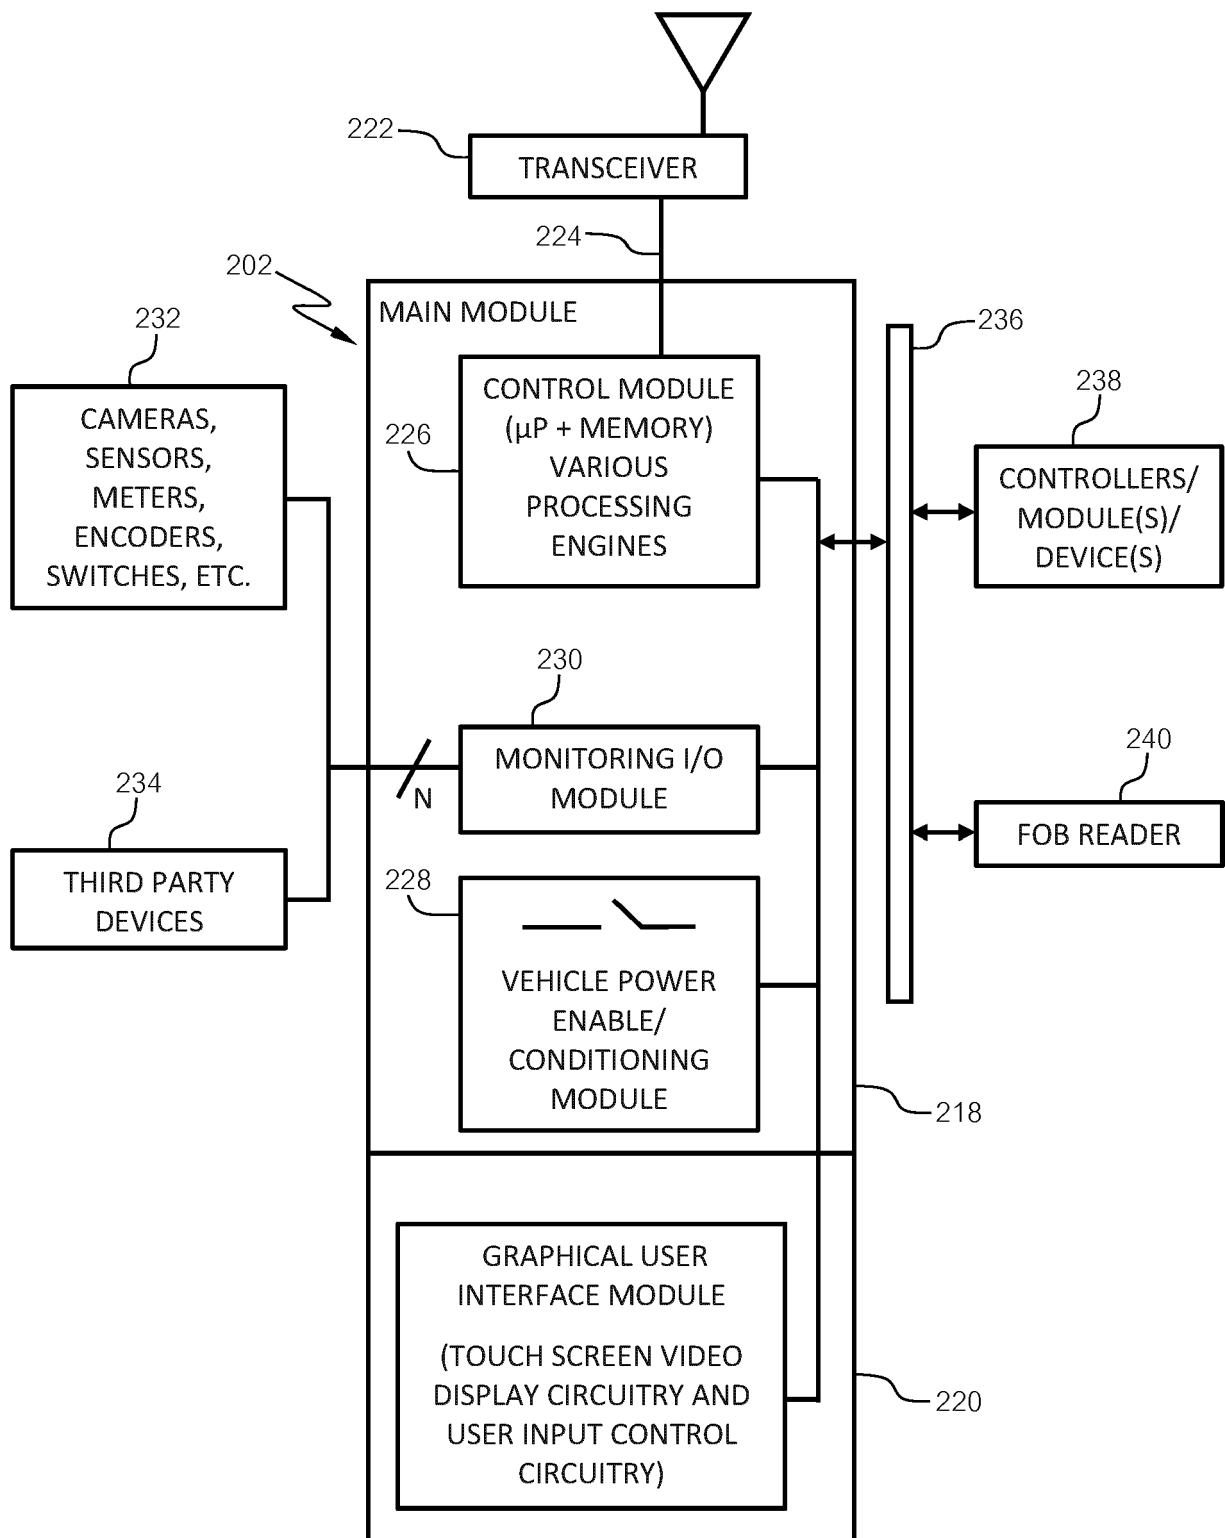 222
TRANSCEIVER
224
202
MAIN MODULE
232
CAMERAS,
SENSORS,
METERS,
ENCODERS,
SWITCHES, ETC.
226
CONTROL MODULE
(µP + MEMORY)
VARIOUS
PROCESSING
ENGINES
236
238
CONTROLLERS/
MODULE(S)/
DEVICE(S)
230
MONITORING I/O
MODULE
N
234
THIRD PARTY
DEVICES
240
FOB READER
228
VEHICLE POWER
ENABLE/
CONDITIONING
MODULE
218
GRAPHICAL USER
INTERFACE MODULE
(TOUCH SCREEN VIDEO
DISPLAY CIRCUITRY AND
USER INPUT CONTROL
CIRCUITRY)
220